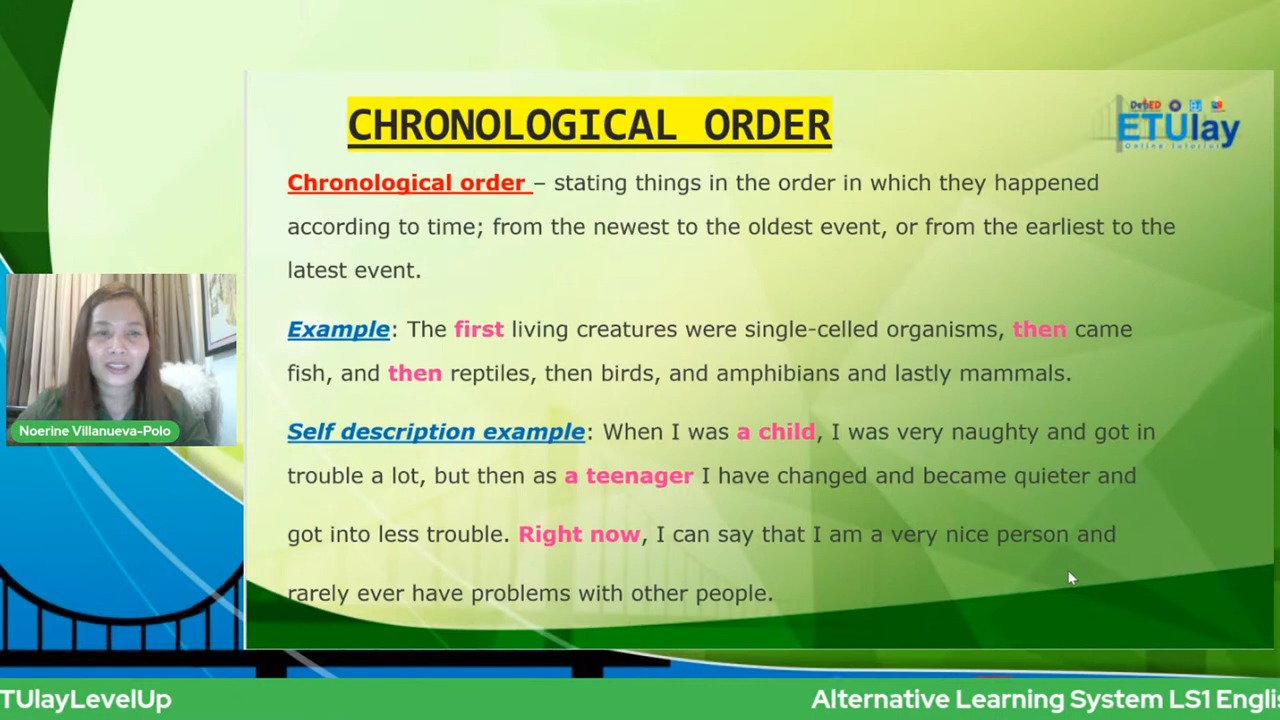 CHRONOLOGICAL ORDER
DepED
ETUlay
Online Tutorial
Chronological order – stating things in the order in which they happened
according to time; from the newest to the oldest event, or from the earliest to the
latest event.
Example: The first living creatures were single-celled organisms, then came
fish, and then reptiles, then birds, and amphibians and lastly mammals.
Self description example: When I was a child, I was very naughty and got in
trouble a lot, but then as a teenager I have changed and became quieter and
got into less trouble. Right now, I can say that I am a very nice person and
rarely ever have problems with other people.
Noerine Villanueva-Polo
TUlayLevelUp
Alternative Learning System LS1 Englis